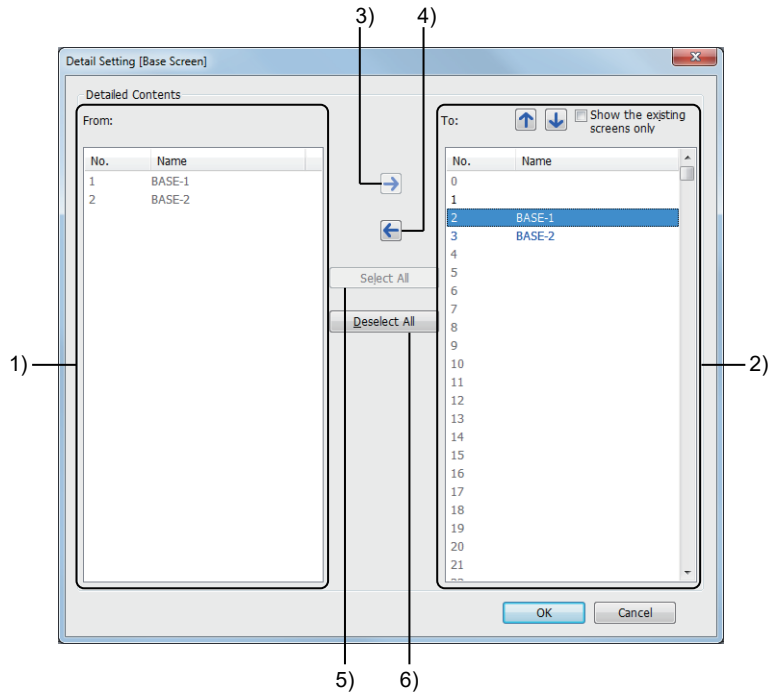 3)
4)
Detail Setting [Base Screen]
Detailed Contents
From:
To:
Show the existing
screens only
No. Name
1 BASE-1
2 BASE-2
No. Name
0
1
2 BASE-1
3 BASE-2
4
5
6
7
8
9
10
11
12
13
14
15
16
17
18
19
20
21
Select All
Deselect All
1)
2)
OK
Cancel
5)
6)